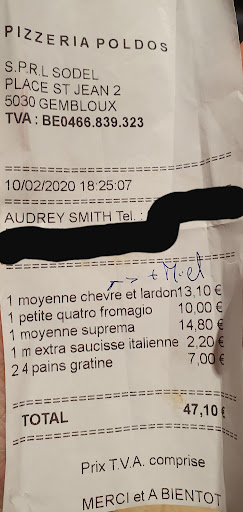 PIZZERIA POLDOS
S.P.R.L SODEL
PLACE ST JEAN 2
5030 GEMBLOUX
TVA : BE0466.839.323
10/02/2020 18:25:07
AUDREY SMITH Tel. :
+ Miel
1 moyenne chevre et lardon 13,10 €
1 petite quatro fromagio 10,00 €
1 moyenne suprema 14,80 €
1 m extra saucisse italienne 2,20 €
2 4 pains gratine 7,00 €
TOTAL 47,10 €
Prix T.V.A. comprise
MERCI et A BIENTOT